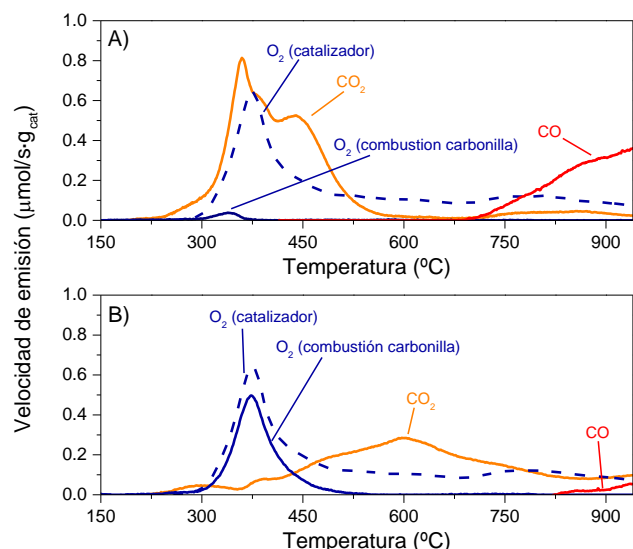 Velocidad de emisión (μmol/s·g_cat)
A)
O₂ (catalizador)
CO₂
O₂ (combustion carbonilla)
CO
1.0
0.8
0.6
0.4
0.2
0.0
150 300 450 600 750 900
Temperatura (ºC)
B)
O₂ (catalizador)
O₂ (combustión carbonilla)
CO₂
CO
1.0
0.8
0.6
0.4
0.2
0.0
150 300 450 600 750 900
Temperatura (ºC)